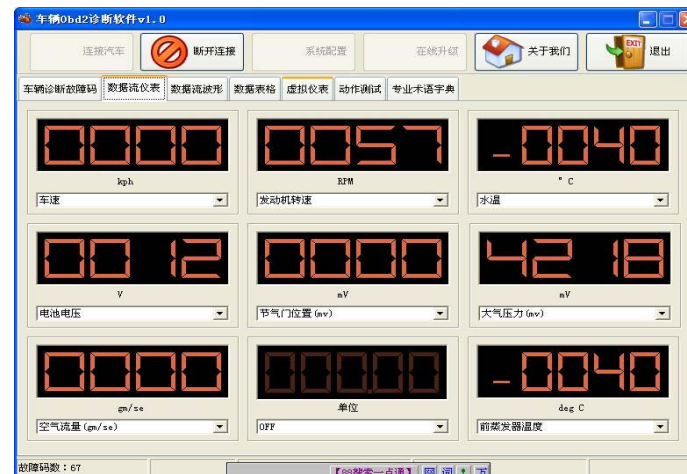 车辆Obd2诊断软件v1.0
连接汽车 断开连接 系统配置 在线升级 关于我们 EXIT 退出
车辆诊断故障码 数据流仪表 数据流波形 数据表格 虚拟仪表 动作测试 专业术语字典
0000 0057 -0040
kph RPM ° C
车速 发动机转速 水温
0012 0000 4218
V mV mV
电池电压 节气门位置(mv) 大气压力(mv)
0000 -0040
gm/se 单位 deg C
空气流量(gm/se) OFF 前蒸发器温度
故障码数：67